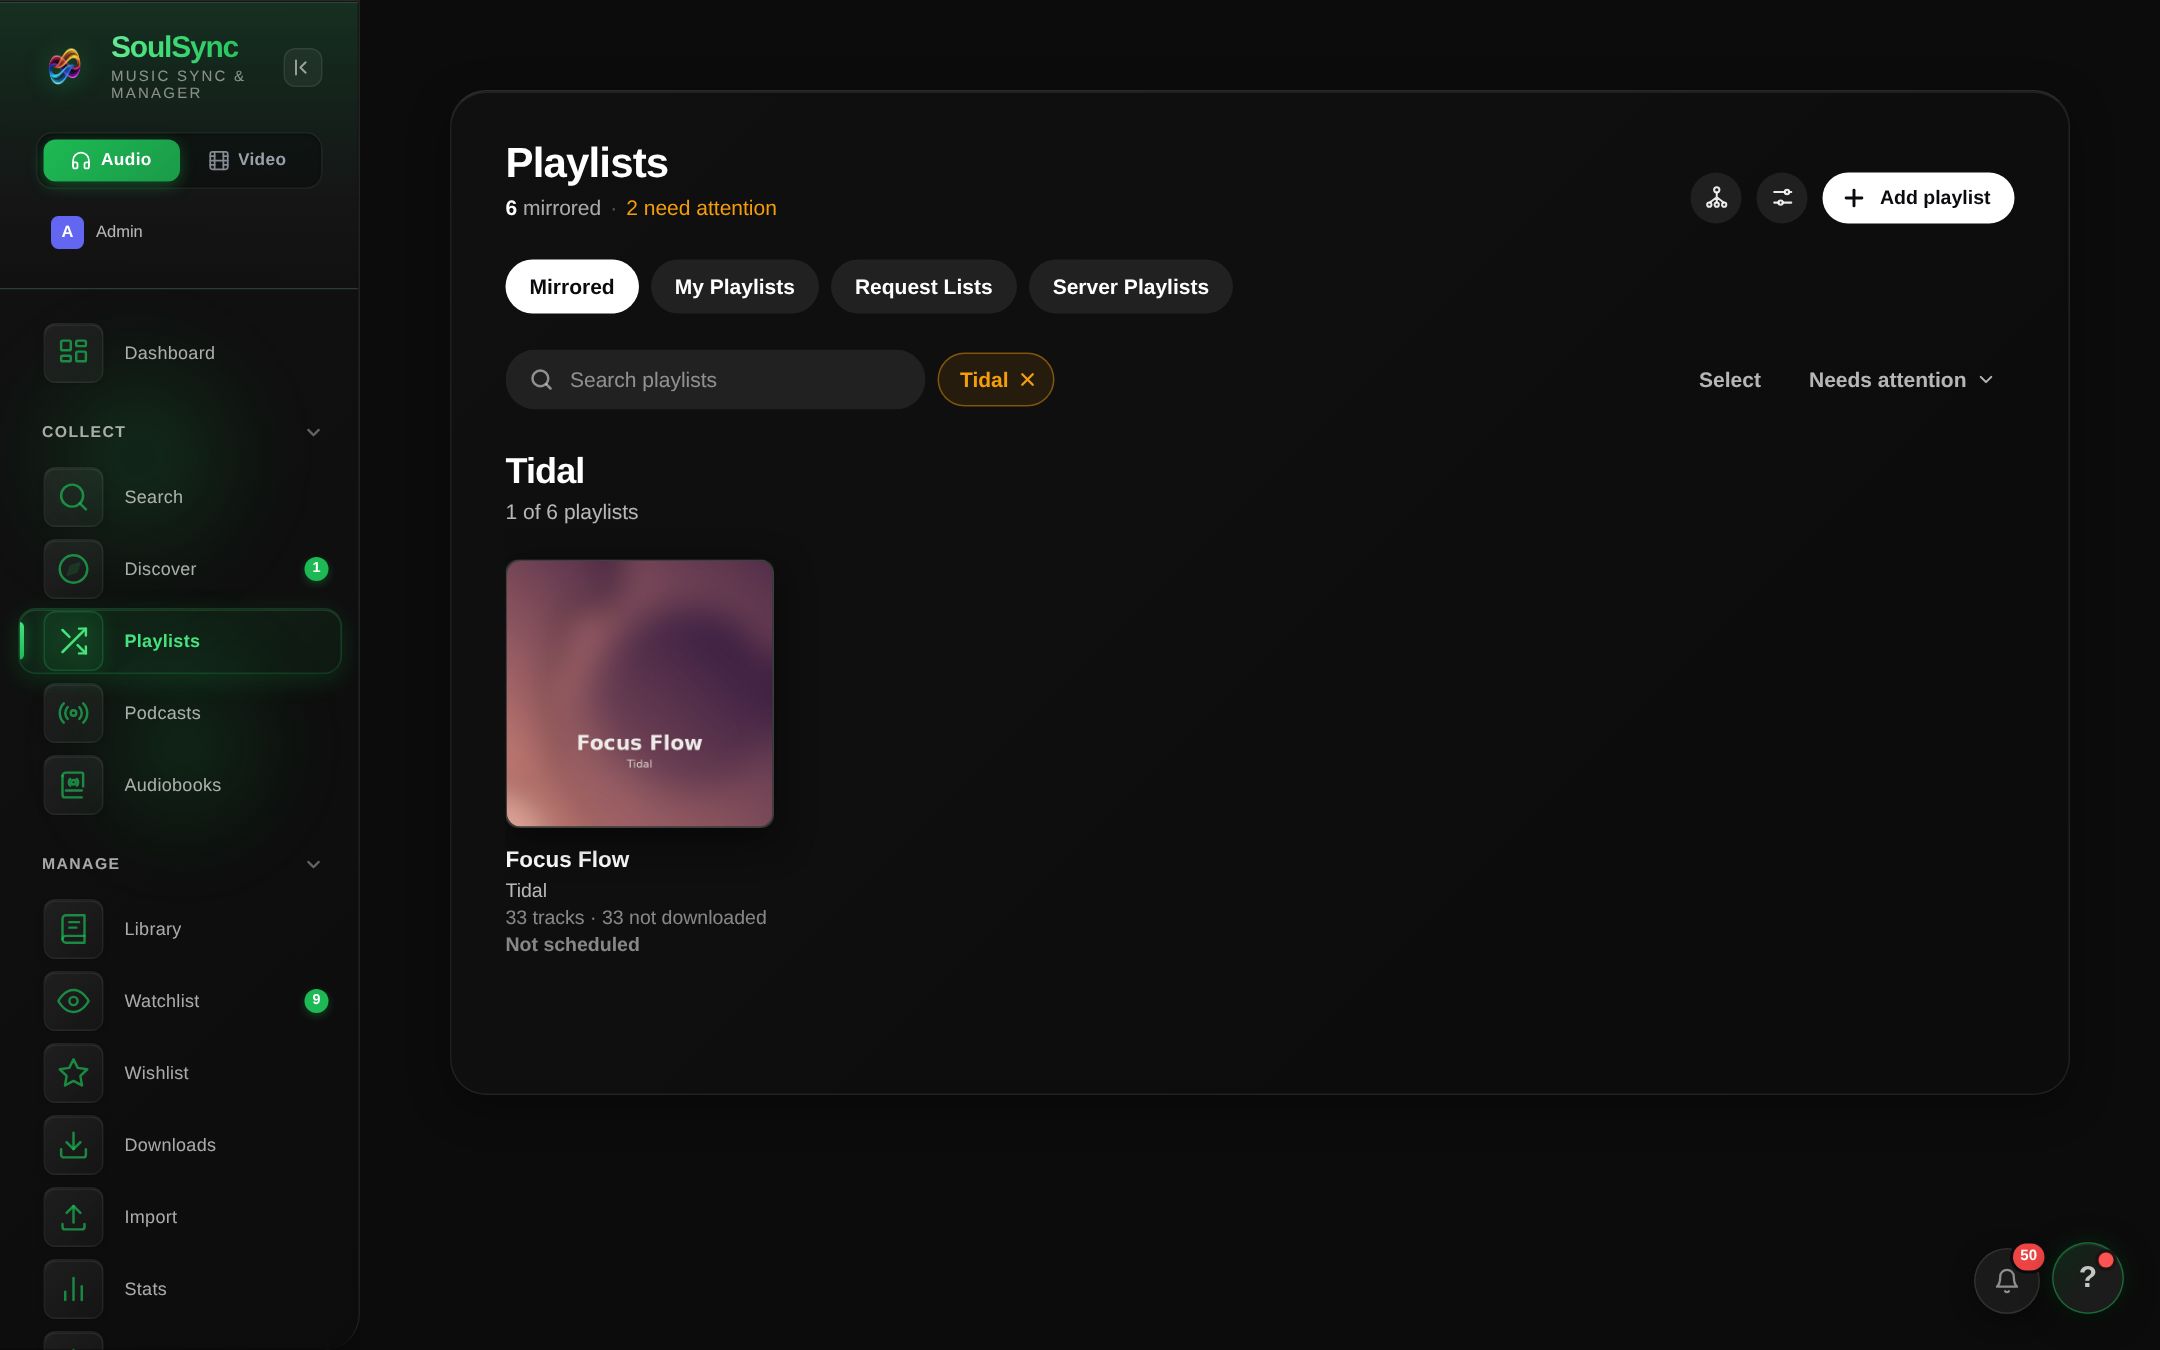 SoulSync
MUSIC SYNC &
MANAGER
Audio
Video
A
Admin
Dashboard
COLLECT
Search
Discover
1
Playlists
Podcasts
Audiobooks
MANAGE
Library
Watchlist
9
Wishlist
Downloads
Import
Stats
Playlists
6 mirrored · 2 need attention
Add playlist
Mirrored
My Playlists
Request Lists
Server Playlists
Search playlists
Tidal
Select
Needs attention
Tidal
1 of 6 playlists
Focus Flow
Tidal
Focus Flow
Tidal
33 tracks · 33 not downloaded
Not scheduled
50
?